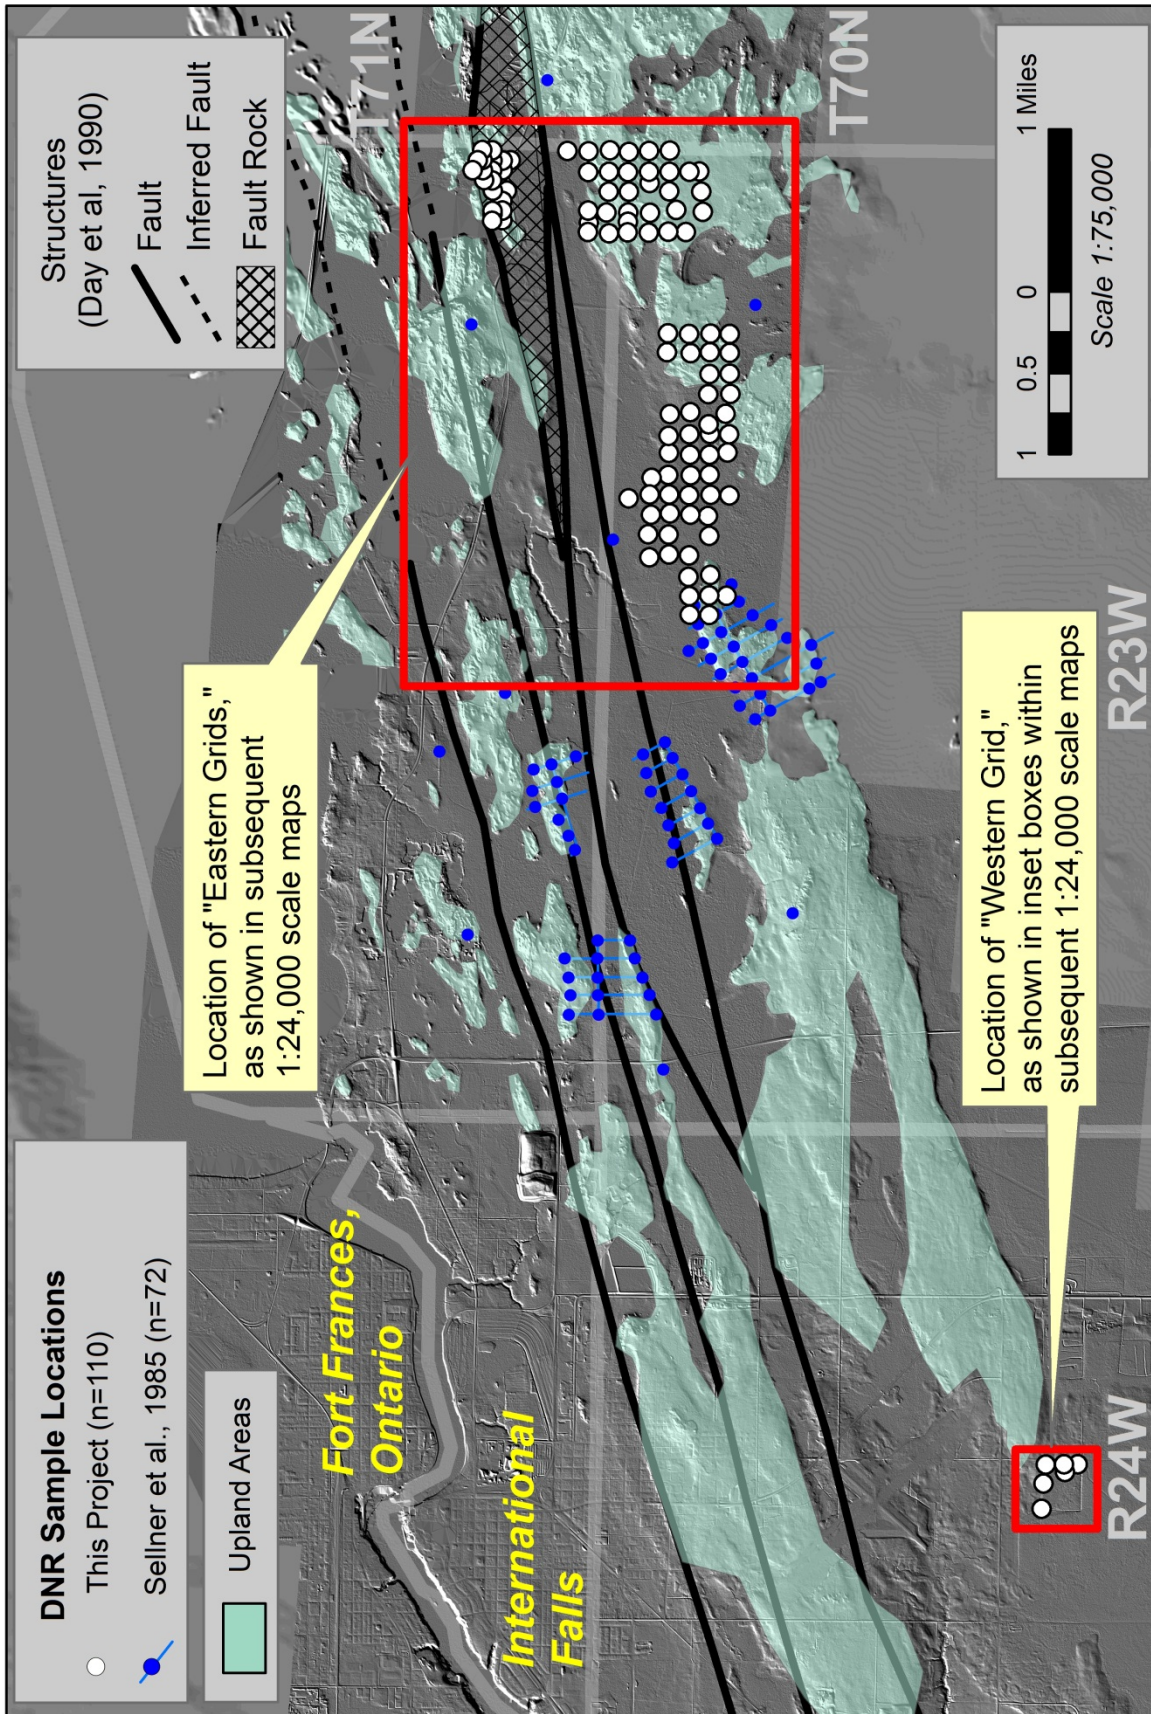 DNR Sample Locations
This Project (n=110)
Sellner et al., 1985 (n=72)
Upland Areas
Structures
(Day et al, 1990)
Fault
Inferred Fault
Fault Rock
Fort Frances,
Ontario
International
Falls
Location of "Eastern Grids,"
as shown in subsequent
1:24,000 scale maps
T71N
T70N
Location of "Western Grid,"
as shown in inset boxes within
subsequent 1:24,000 scale maps
R24W
R23W
1 0.5 0 1 Miles
Scale 1:75,000